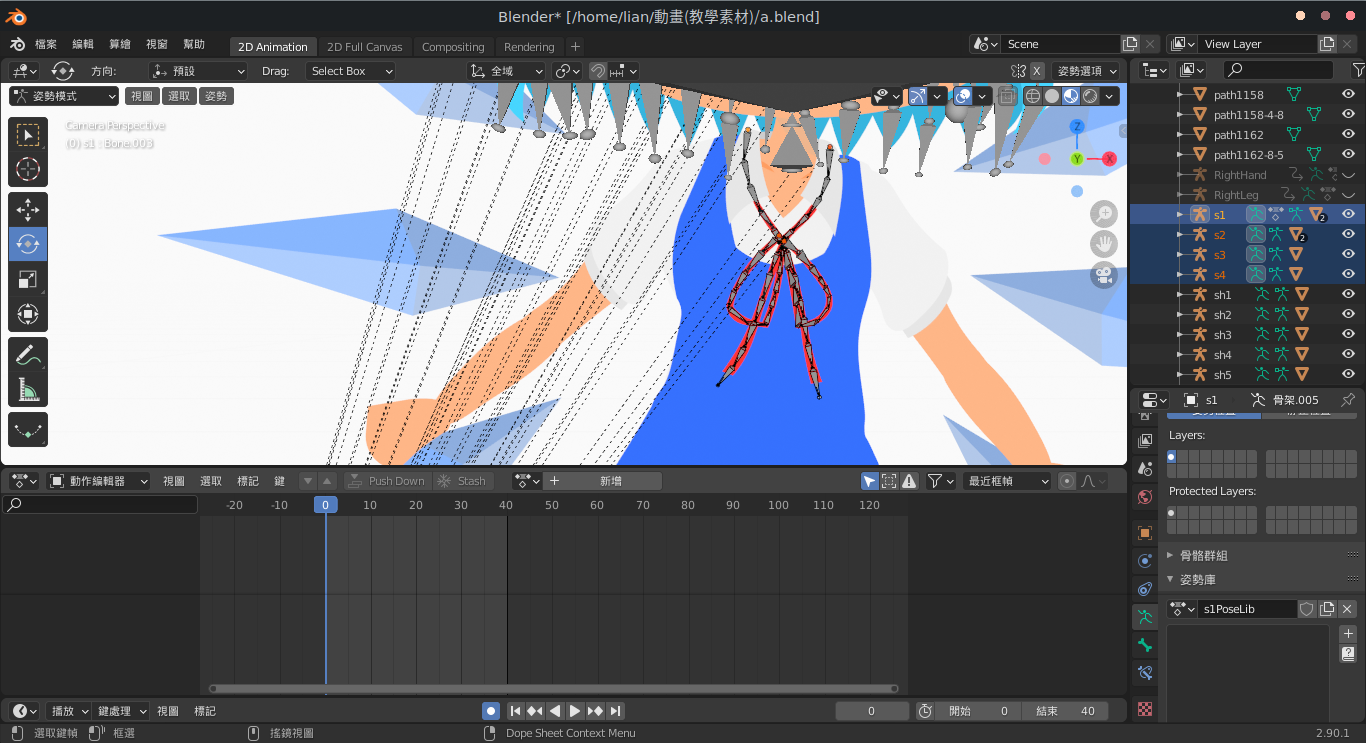 Blender* [/home/lian/動畫(教學素材)/a.blend]
檔案 編輯 算繪 視窗 幫助 2D Animation 2D Full Canvas Compositing Rendering + Scene View Layer
方向: 預設 Drag: Select Box 全域 X 姿勢選項
姿勢模式 視圖 選取 姿勢
Camera Perspective
(0) s1 : Bone.003
Z
Y
X
path1158
path1158-4-8
path1162
path1162-8-5
RightHand
RightLeg
s1 2
s2 2
s3
s4
sh1
sh2
sh3
sh4
sh5
s1 骨架.005
Layers:
Protected Layers:
骨骼群組
姿勢庫
s1PoseLib
動作編輯器 視圖 選取 標記 鍵 Push Down Stash + 新增 最近框幀
-20 -10 0 10 20 30 40 50 60 70 80 90 100 110 120
播放 鍵處理 視圖 標記 0 開始 0 結束 40
選取鍵幀 框選 搖鏡視圖 Dope Sheet Context Menu 2.90.1